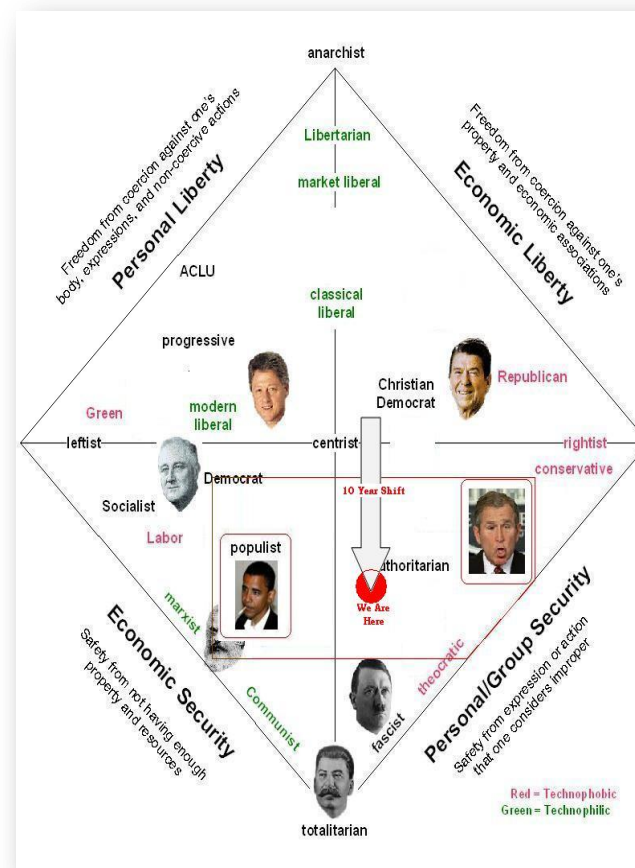 anarchist
Freedom from coercion against one's
body, expressions, and non-coercive actions
Personal Liberty
Freedom from coercion against one's
property and economic associations
Economic Liberty
Libertarian
market liberal
ACLU
classical
liberal
progressive
Christian
Democrat
Republican
Green
modern
liberal
leftist
centrist
rightist
conservative
Democrat
Socialist
10 Year Shift
Labor
populist
uthoritarian
We Are
Here
marxist
theocratic
Economic Security
Safety from not having enough
property and resources
Communist
fascist
Personal/Group Security
Safety from expression or action
that one considers improper
totalitarian
Red = Technophobic
Green = Technophilic